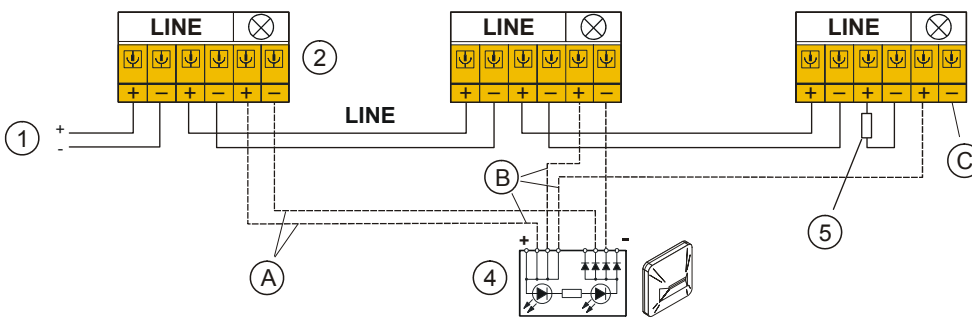 LINE LINE LINE
2
+ − + − + − + − + − + − + − + − + −
LINE
1 + -
C
B
5
+ -
4
A